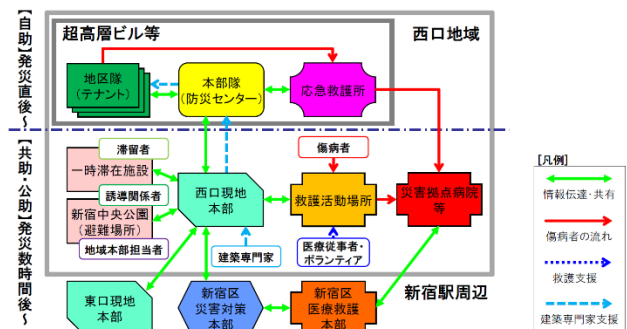 【自助】発災直後～
超高層ビル等
西口地域
地区隊
(テナント)
本部隊
(防災センター)
応急救護所
【共助・公助】発災数時間後～
滞留者
一時滞在施設
誘導関係者
新宿中央公園
(避難場所)
地域本部担当者
西口現地
本部
建築専門家
傷病者
救護活動場所
医療従事者・
ボランティア
災害拠点病院
等
新宿駅周辺
東口現地
本部
新宿区
災害対策
本部
新宿区
医療救護
本部
[凡例]
情報伝達・共有
傷病者の流れ
救護支援
建築専門家支援